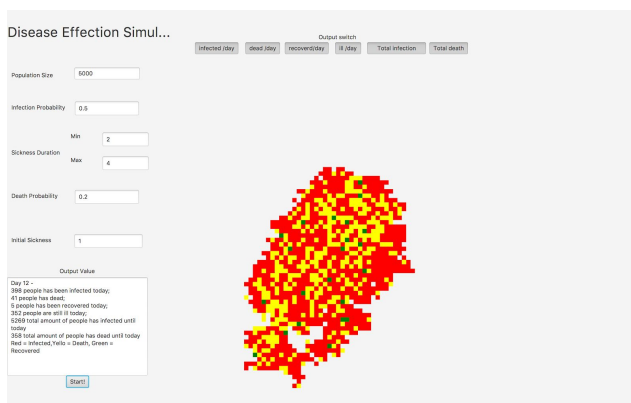 Disease Effection Simul...
Output switch
infected /day
dead /day
recoverd/day
ill /day
Total infection
Total death
Population Size
5000
Infection Probability
0.5
Sickness Duration
Min
2
Max
4
Death Probability
0.2
Initial Sickness
1
Output Value
Day 12 -
398 people has been infected today;
41 people has dead;
5 people has been recovered today;
352 people are still ill today;
5269 total amount of people has infected until
today
358 total amount of people has dead until today
Red = Infected,Yello = Death, Green =
Recovered
Start!